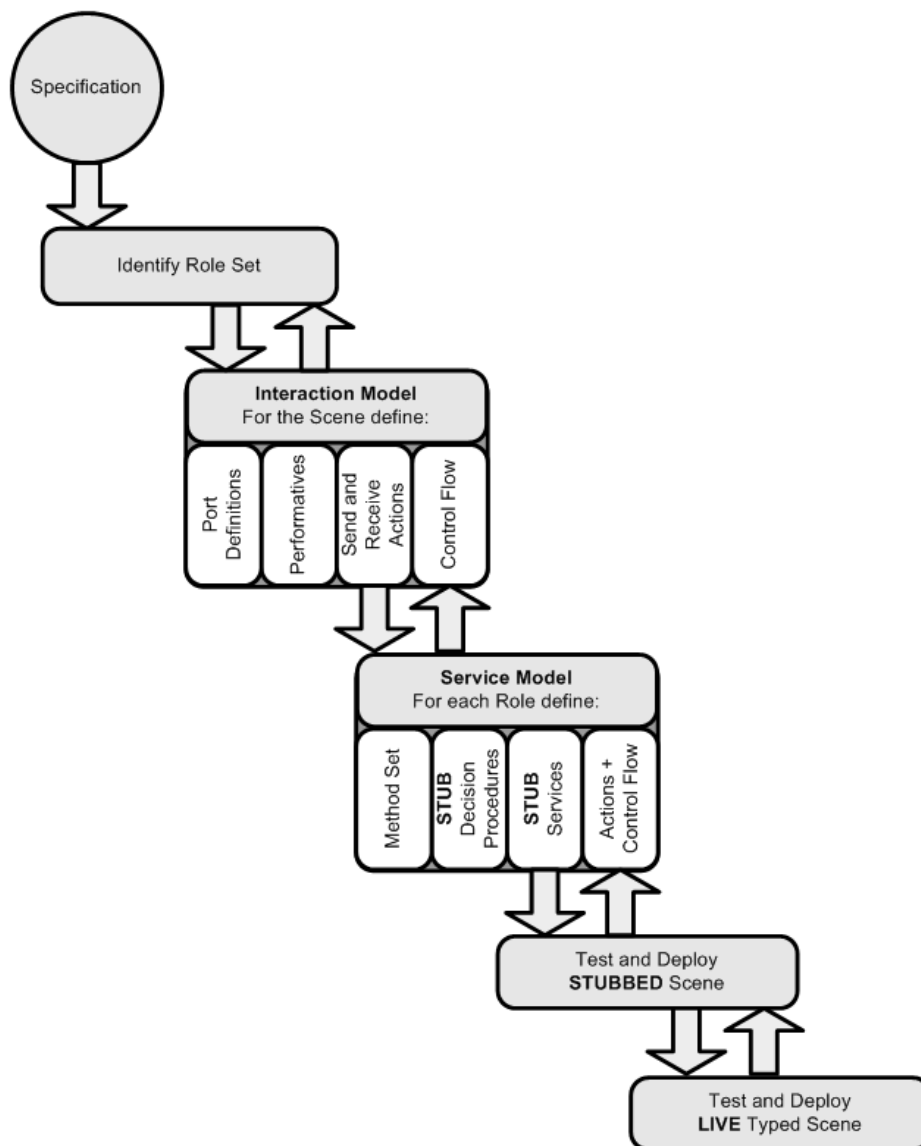 Specification
Identify Role Set
Interaction Model
For the Scene define:
Port
Definitions
Performatives
Send and
Receive
Actions
Control Flow
Service Model
For each Role define:
Method Set
STUB
Decision
Procedures
STUB
Services
Actions +
Control Flow
Test and Deploy
STUBBED Scene
Test and Deploy
LIVE Typed Scene